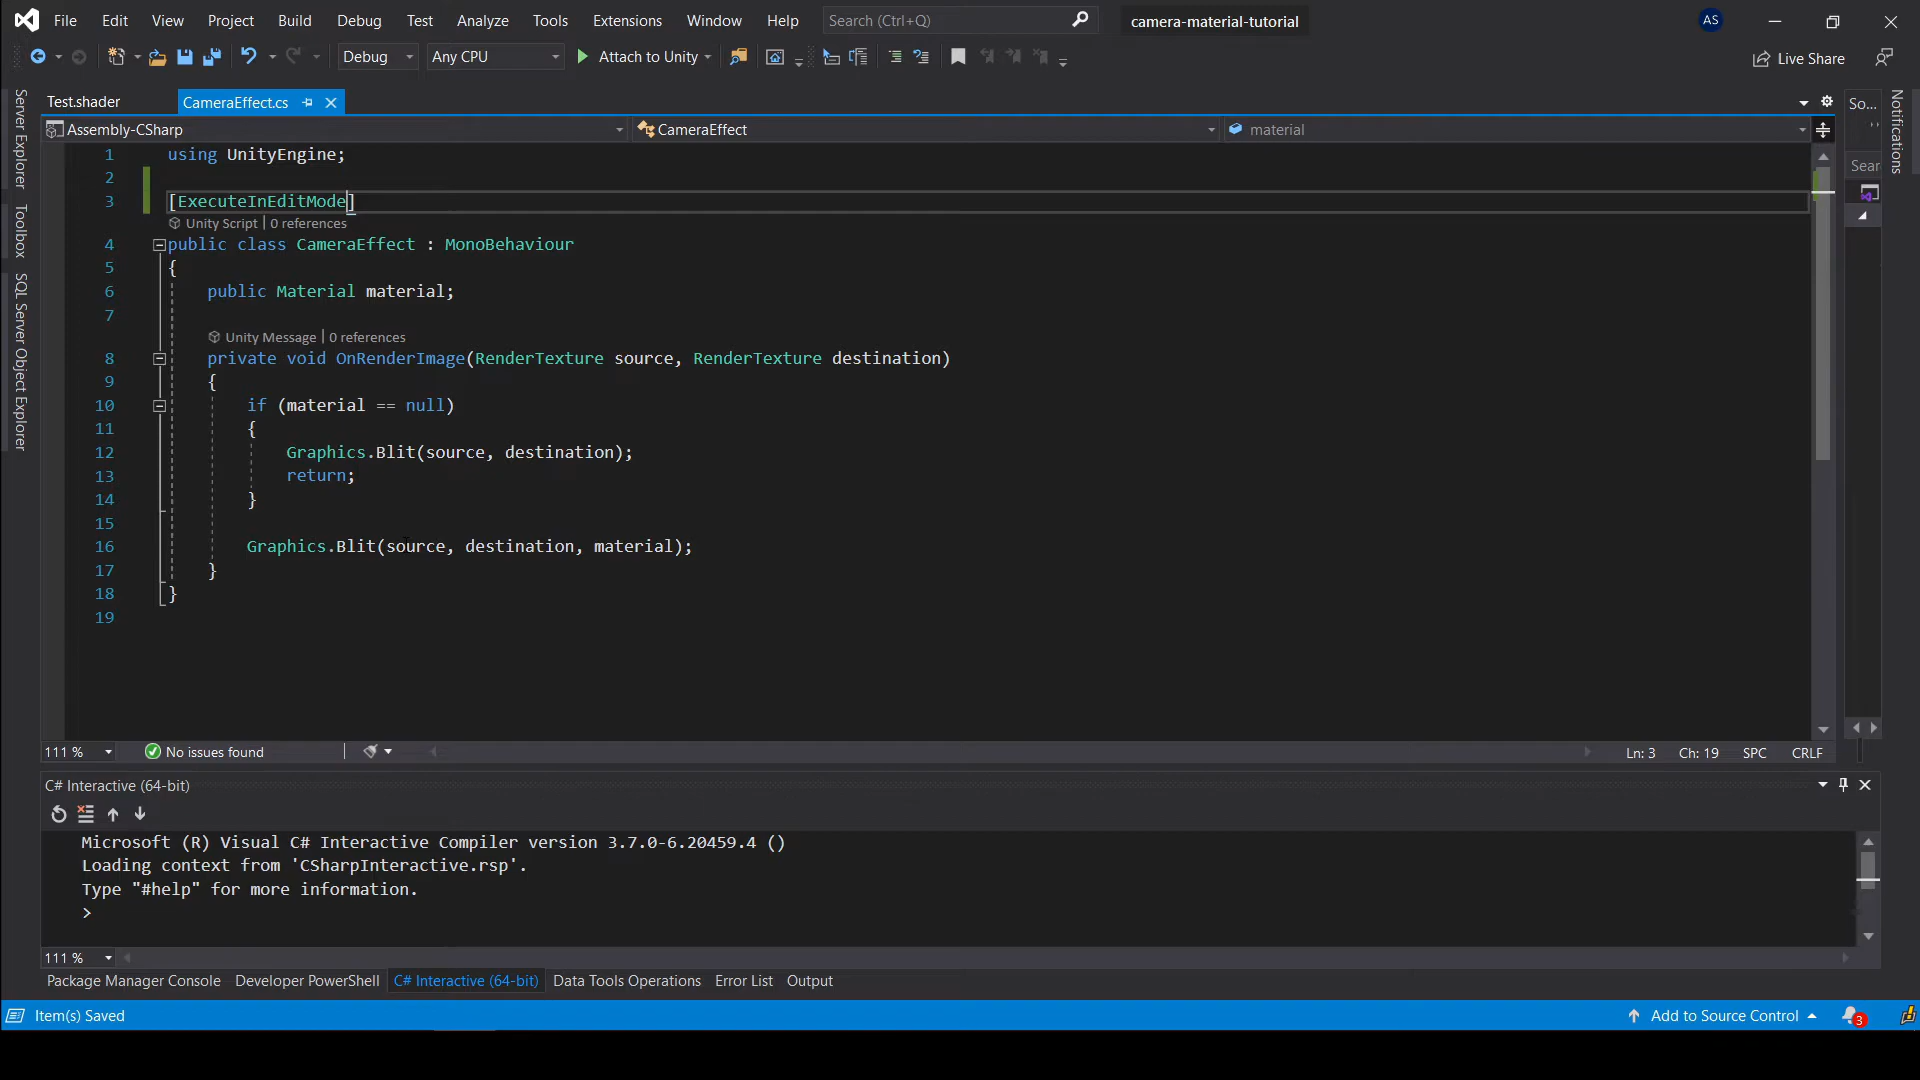 File Edit View Project Build Debug Test Analyze Tools Extensions Window Help Search (Ctrl+Q) camera-material-tutorial AS
Debug Any CPU Attach to Unity Live Share
Test.shader CameraEffect.cs So...
Assembly-CSharp CameraEffect material
Server Explorer
Toolbox
SQL Server Object Explorer
Notifications
Sear
1 using UnityEngine;
2
3 [ExecuteInEditMode]
Unity Script | 0 references
4 public class CameraEffect : MonoBehaviour
5 {
6 public Material material;
7
Unity Message | 0 references
8 private void OnRenderImage(RenderTexture source, RenderTexture destination)
9 {
10 if (material == null)
11 {
12 Graphics.Blit(source, destination);
13 return;
14 }
15
16 Graphics.Blit(source, destination, material);
17 }
18 }
19
111 % No issues found Ln: 3 Ch: 19 SPC CRLF
C# Interactive (64-bit)
Microsoft (R) Visual C# Interactive Compiler version 3.7.0-6.20459.4 ()
Loading context from 'CSharpInteractive.rsp'.
Type "#help" for more information.
>
111 %
Package Manager Console Developer PowerShell C# Interactive (64-bit) Data Tools Operations Error List Output
Item(s) Saved Add to Source Control 3